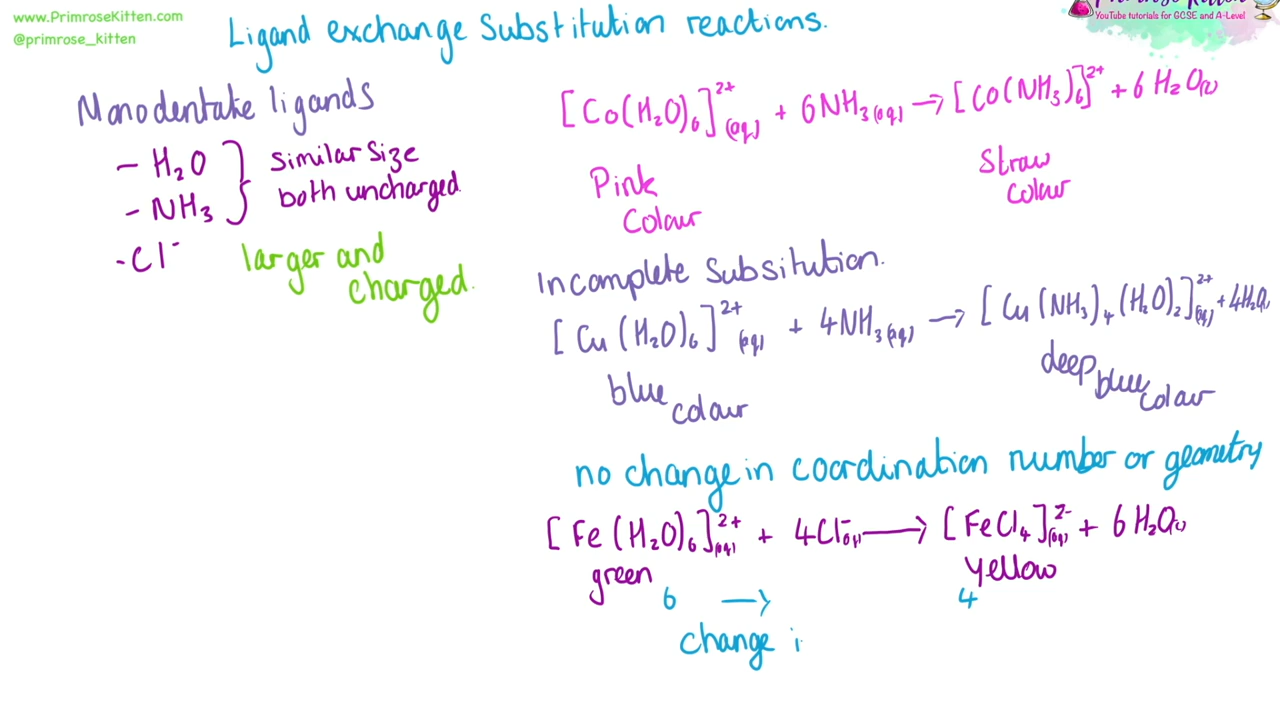 www.PrimroseKitten.com
@primrose_kitten
Ligand exchange Substitution reactions.
Primrose Kitten
YouTube tutorials for GCSE and A-Level
Monodentate ligands
- H₂O
- NH₃
similar size
both uncharged
- Cl⁻ larger and
charged.
[Co(H₂O)₆]²⁺(aq) + 6NH₃(aq) → [Co(NH₃)₆]²⁺ + 6H₂O(l)
Pink
Colour
Straw
Colour
Incomplete Subsitution.
[Cu(H₂O)₆]²⁺(aq) + 4NH₃(aq) → [Cu(NH₃)₄(H₂O)₂]²⁺(aq) + 4H₂O
blue
colour
deep
blue
colour
no change in coordination number or geometry
[Fe(H₂O)₆]²⁺(aq) + 4Cl⁻(aq) → [FeCl₄]²⁻(aq) + 6H₂O(l)
green
yellow
6 → 4
change i